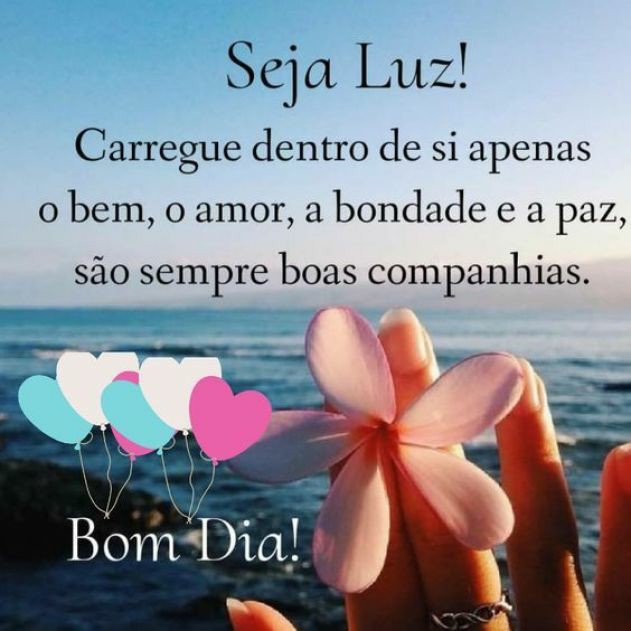 Seja Luz!
Carregue dentro de si apenas
o bem, o amor, a bondade e a paz,
são sempre boas companhias.
Bom Dia!